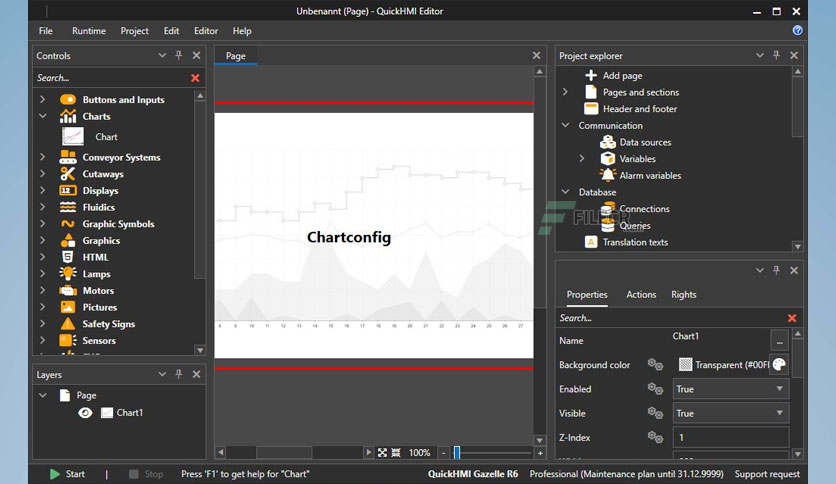 Unbenannt (Page) - QuickHMI Editor
File Runtime Project Edit Editor Help
Controls
Search...
Buttons and Inputs
Charts
Chart
Conveyor Systems
Cutaways
Displays
Fluidics
Graphic Symbols
Graphics
HTML
Lamps
Motors
Pictures
Safety Signs
Sensors
Layers
Page
Chart1
Page
Chartconfig
8 9 10 11 12 13 14 15 16 17 18 19 20 21 22 23 24 25 26 27
100%
Project explorer
Add page
Pages and sections
Header and footer
Communication
Data sources
Variables
Alarm variables
Database
Connections
Queries
Translation texts
FILECR
Properties Actions Rights
Search...
Name Chart1 ...
Background color Transparent (#00F
Enabled True
Visible True
Z-Index 1
Start | Stop Press 'F1' to get help for "Chart" QuickHMI Gazelle R6 Professional (Maintenance plan until 31.12.9999) Support request